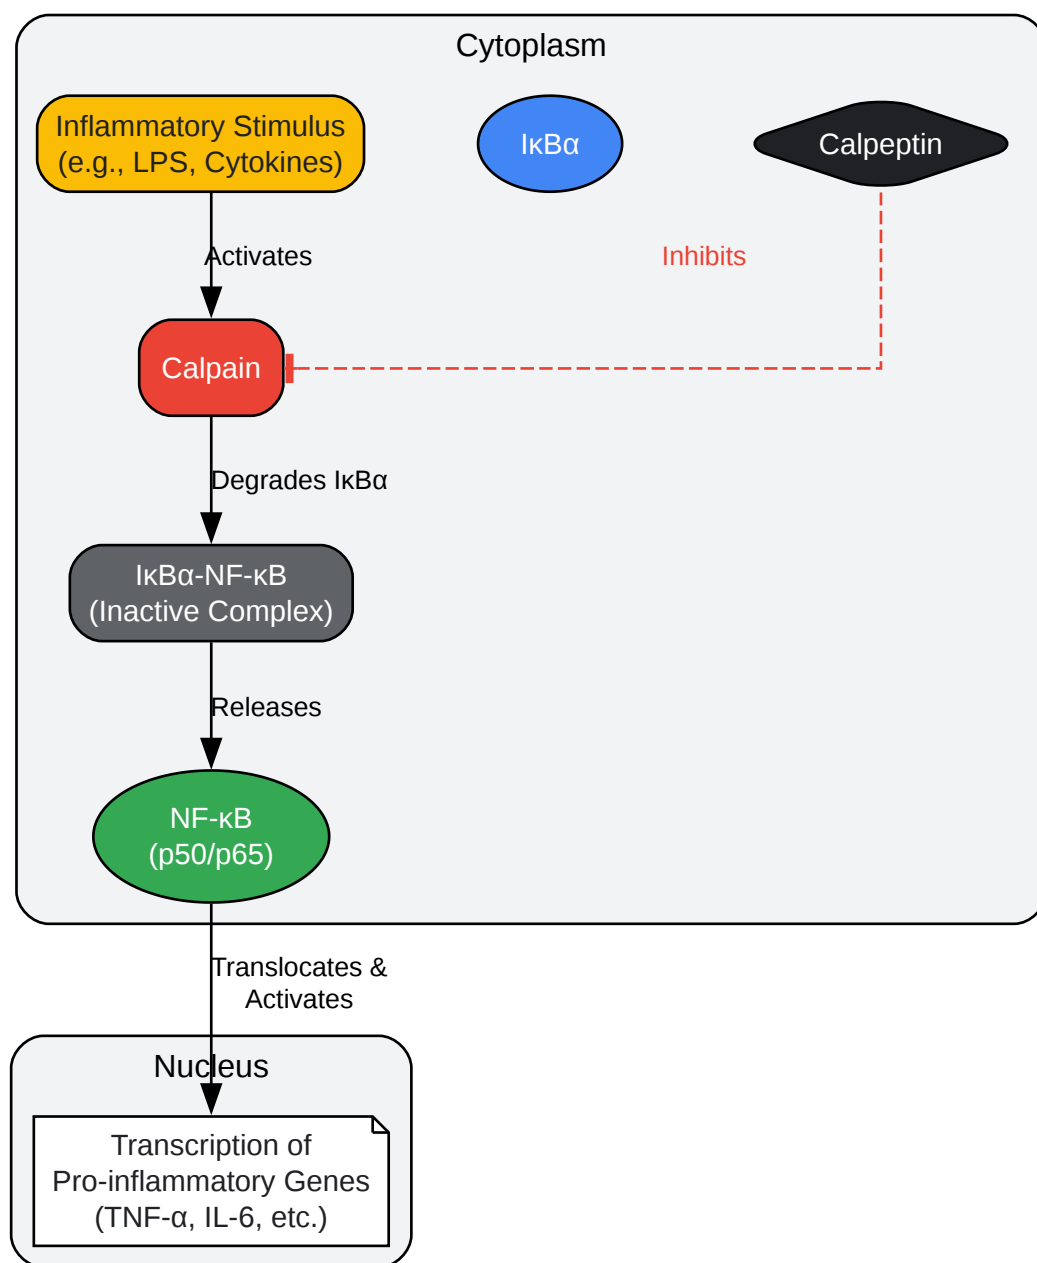 Cytoplasm
Inflammatory Stimulus
(e.g., LPS, Cytokines)
IκBα
Calpeptin
Activates
Inhibits
Calpain
Degrades IκBα
IκBα-NF-κB
(Inactive Complex)
Releases
NF-κB
(p50/p65)
Translocates &
Activates
Nucleus
Transcription of
Pro-inflammatory Genes
(TNF-α, IL-6, etc.)